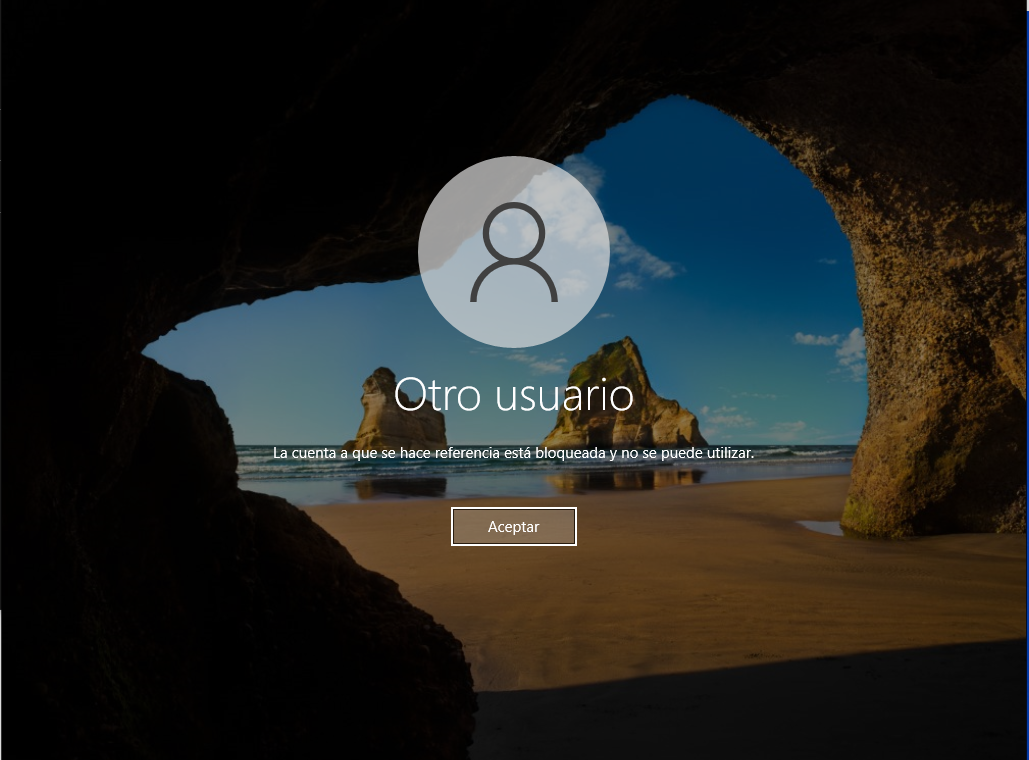 Otro usuario
La cuenta a que se hace referencia está bloqueada y no se puede utilizar.
Aceptar